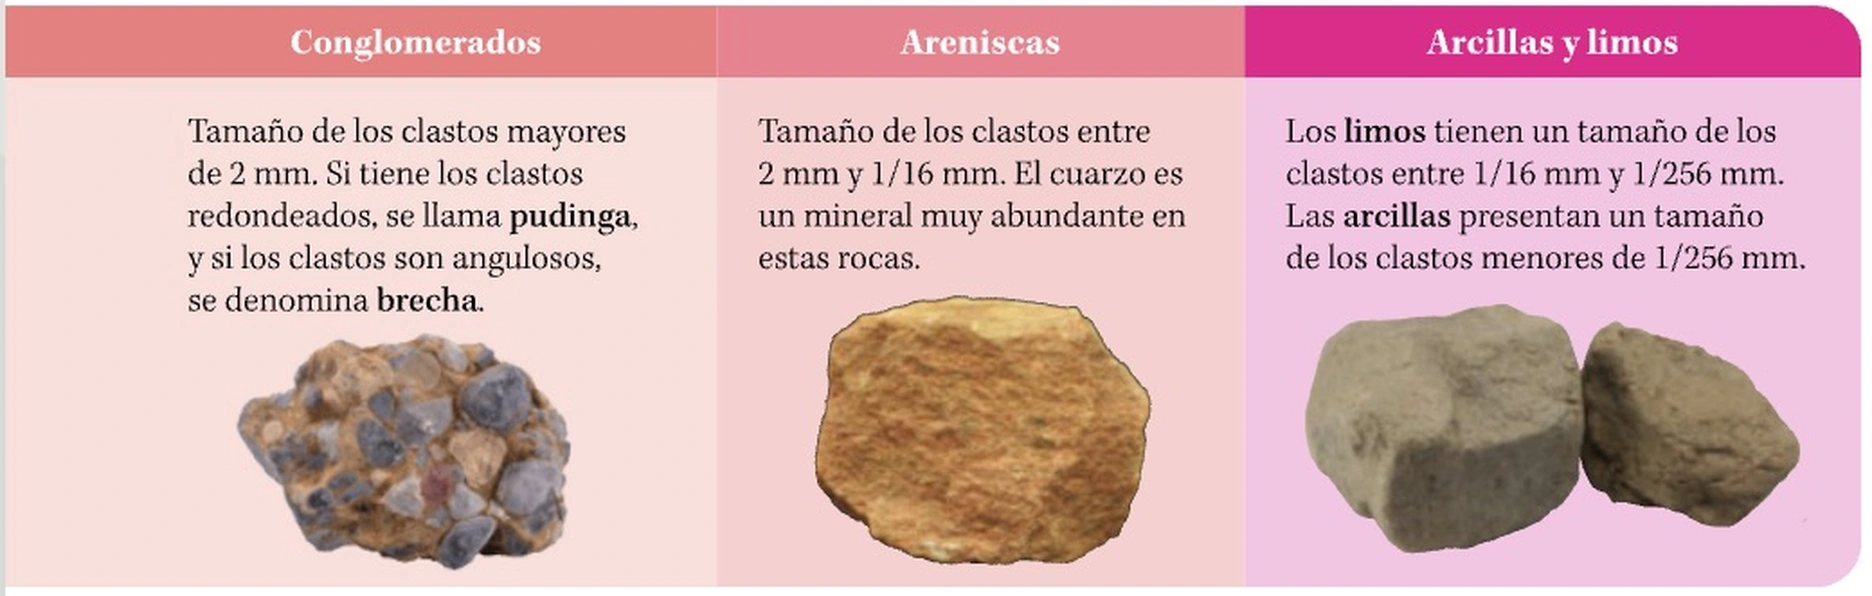 Conglomerados
Tamaño de los clastos mayores
de 2 mm. Si tiene los clastos
redondeados, se llama pudinga,
y si los clastos son angulosos,
se denomina brecha.
Areniscas
Tamaño de los clastos entre
2 mm y 1/16 mm. El cuarzo es
un mineral muy abundante en
estas rocas.
Arcillas y limos
Los limos tienen un tamaño de los
clastos entre 1/16 mm y 1/256 mm.
Las arcillas presentan un tamaño
de los clastos menores de 1/256 mm.